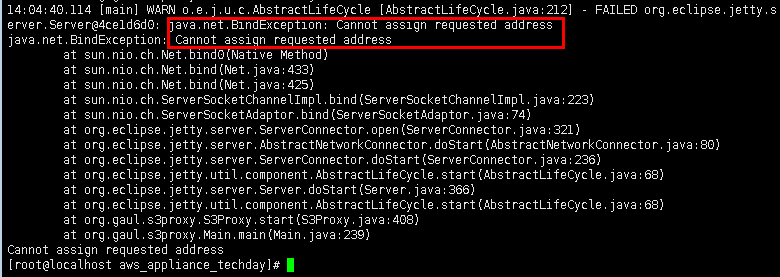 14:04:40.114 [main] WARN o.e.j.u.c.AbstractLifeCycle [AbstractLifeCycle.java:212] - FAILED org.eclipse.jetty.s
erver.Server@4ce1d6d0: java.net.BindException: Cannot assign requested address
java.net.BindException: Cannot assign requested address
at sun.nio.ch.Net.bind0(Native Method)
at sun.nio.ch.Net.bind(Net.java:433)
at sun.nio.ch.Net.bind(Net.java:425)
at sun.nio.ch.ServerSocketChannelImpl.bind(ServerSocketChannelImpl.java:223)
at sun.nio.ch.ServerSocketAdaptor.bind(ServerSocketAdaptor.java:74)
at org.eclipse.jetty.server.ServerConnector.open(ServerConnector.java:321)
at org.eclipse.jetty.server.AbstractNetworkConnector.doStart(AbstractNetworkConnector.java:80)
at org.eclipse.jetty.server.ServerConnector.doStart(ServerConnector.java:236)
at org.eclipse.jetty.util.component.AbstractLifeCycle.start(AbstractLifeCycle.java:68)
at org.eclipse.jetty.server.Server.doStart(Server.java:366)
at org.eclipse.jetty.util.component.AbstractLifeCycle.start(AbstractLifeCycle.java:68)
at org.gaul.s3proxy.S3Proxy.start(S3Proxy.java:408)
at org.gaul.s3proxy.Main.main(Main.java:239)
Cannot assign requested address
[root@localhost aws_appliance_techday]#